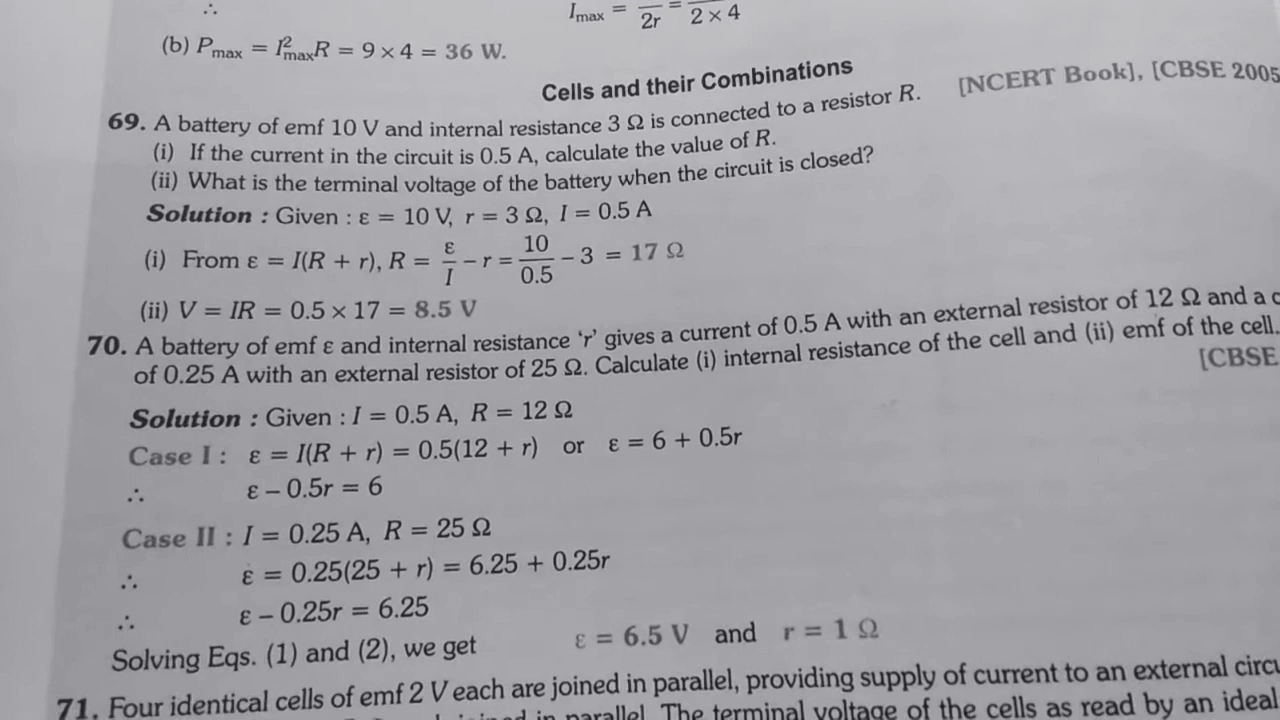 ∴ I_max = /2r = /2 × 4
(b) P_max = I²_max R = 9 × 4 = 36 W.
Cells and their Combinations
[NCERT Book], [CBSE 2005
69. A battery of emf 10 V and internal resistance 3 Ω is connected to a resistor R.
(i) If the current in the circuit is 0.5 A, calculate the value of R.
(ii) What is the terminal voltage of the battery when the circuit is closed?
Solution : Given : ε = 10 V, r = 3 Ω, I = 0.5 A
(i) From ε = I(R + r), R = ε/I − r = 10/0.5 − 3 = 17 Ω
(ii) V = IR = 0.5 × 17 = 8.5 V
70. A battery of emf ε and internal resistance ‘r’ gives a current of 0.5 A with an external resistor of 12 Ω and a
of 0.25 A with an external resistor of 25 Ω. Calculate (i) internal resistance of the cell and (ii) emf of the cell.
[CBSE
Solution : Given : I = 0.5 A, R = 12 Ω
Case I : ε = I(R + r) = 0.5(12 + r) or ε = 6 + 0.5r
∴ ε − 0.5r = 6
Case II : I = 0.25 A, R = 25 Ω
∴ ε = 0.25(25 + r) = 6.25 + 0.25r
∴ ε − 0.25r = 6.25
Solving Eqs. (1) and (2), we get ε = 6.5 V and r = 1 Ω
71. Four identical cells of emf 2 V each are joined in parallel, providing supply of current to an external
joined in parallel. The terminal voltage of the cells as read by an ideal